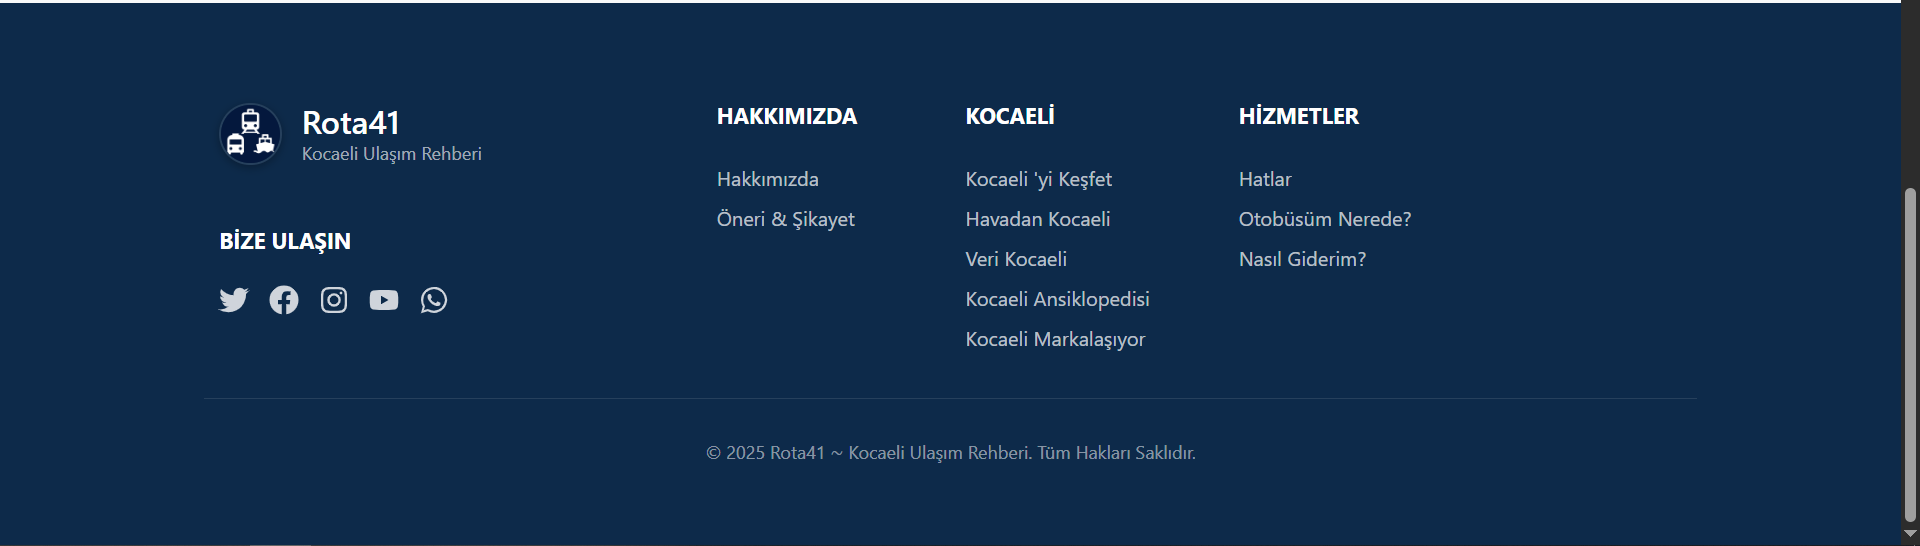 Rota41
Kocaeli Ulaşım Rehberi
BİZE ULAŞIN
HAKKIMIZDA
Hakkımızda
Öneri & Şikayet
KOCAELİ
Kocaeli 'yi Keşfet
Havadan Kocaeli
Veri Kocaeli
Kocaeli Ansiklopedisi
Kocaeli Markalaşıyor
HİZMETLER
Hatlar
Otobüsüm Nerede?
Nasıl Giderim?
© 2025 Rota41 ~ Kocaeli Ulaşım Rehberi. Tüm Hakları Saklıdır.